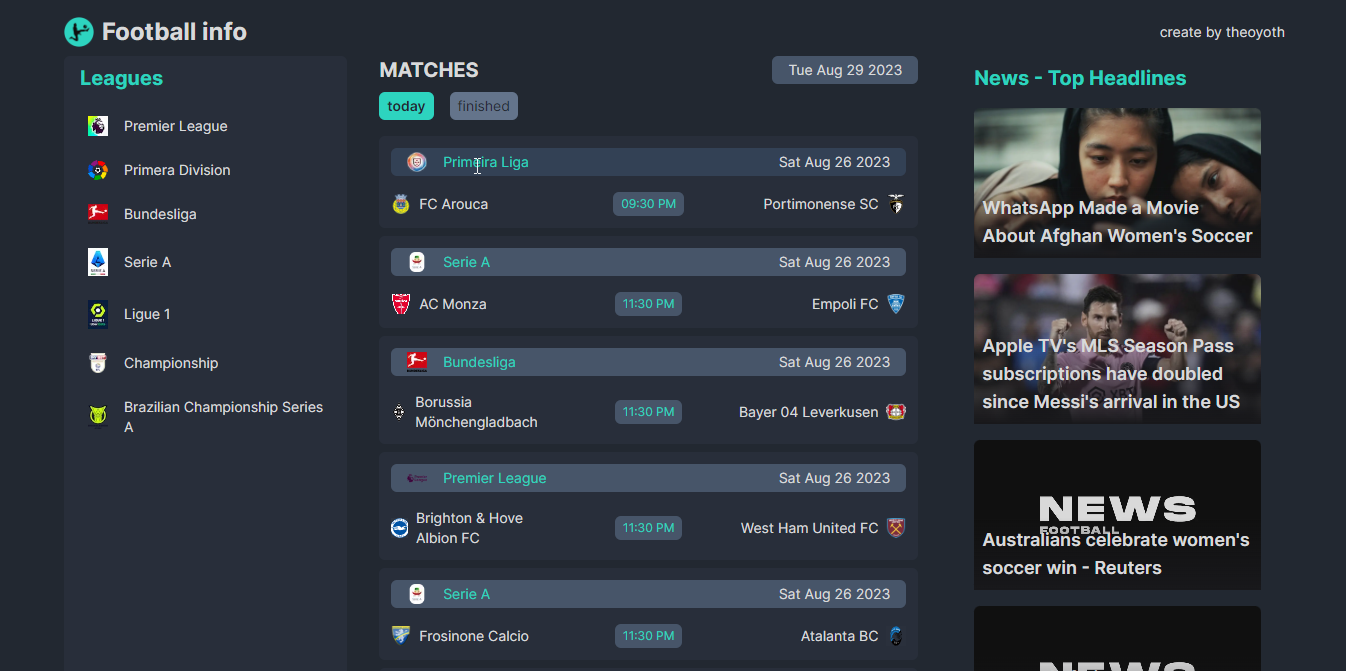 Football info
create by theoyoth
Leagues
Premier League
Primera Division
Bundesliga
Serie A
Ligue 1
Championship
Brazilian Championship Series
A
MATCHES
Tue Aug 29 2023
today
finished
Primeira Liga
Sat Aug 26 2023
FC Arouca
09:30 PM
Portimonense SC
Serie A
Sat Aug 26 2023
AC Monza
11:30 PM
Empoli FC
Bundesliga
Sat Aug 26 2023
Borussia
Mönchengladbach
11:30 PM
Bayer 04 Leverkusen
Premier League
Sat Aug 26 2023
Brighton & Hove
Albion FC
11:30 PM
West Ham United FC
Serie A
Sat Aug 26 2023
Frosinone Calcio
11:30 PM
Atalanta BC
News - Top Headlines
WhatsApp Made a Movie
About Afghan Women's Soccer
Apple TV's MLS Season Pass
subscriptions have doubled
since Messi's arrival in the US
NEWS
FOOTBALL
Australians celebrate women's
soccer win - Reuters
NEWS